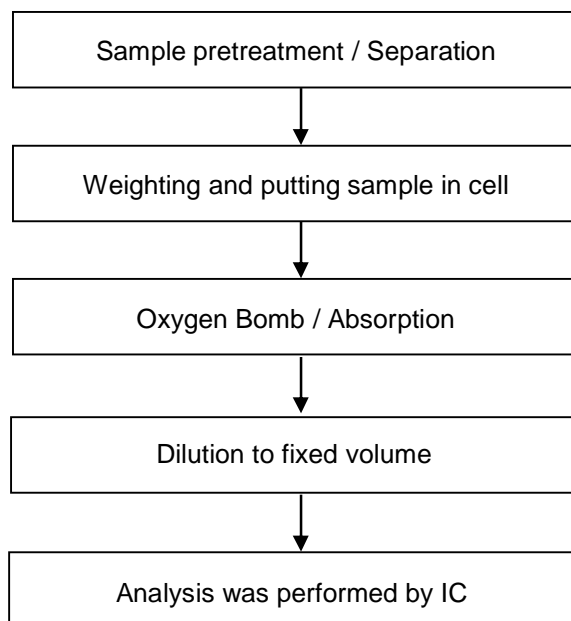 Sample pretreatment / Separation
Weighting and putting sample in cell
Oxygen Bomb / Absorption
Dilution to fixed volume
Analysis was performed by IC